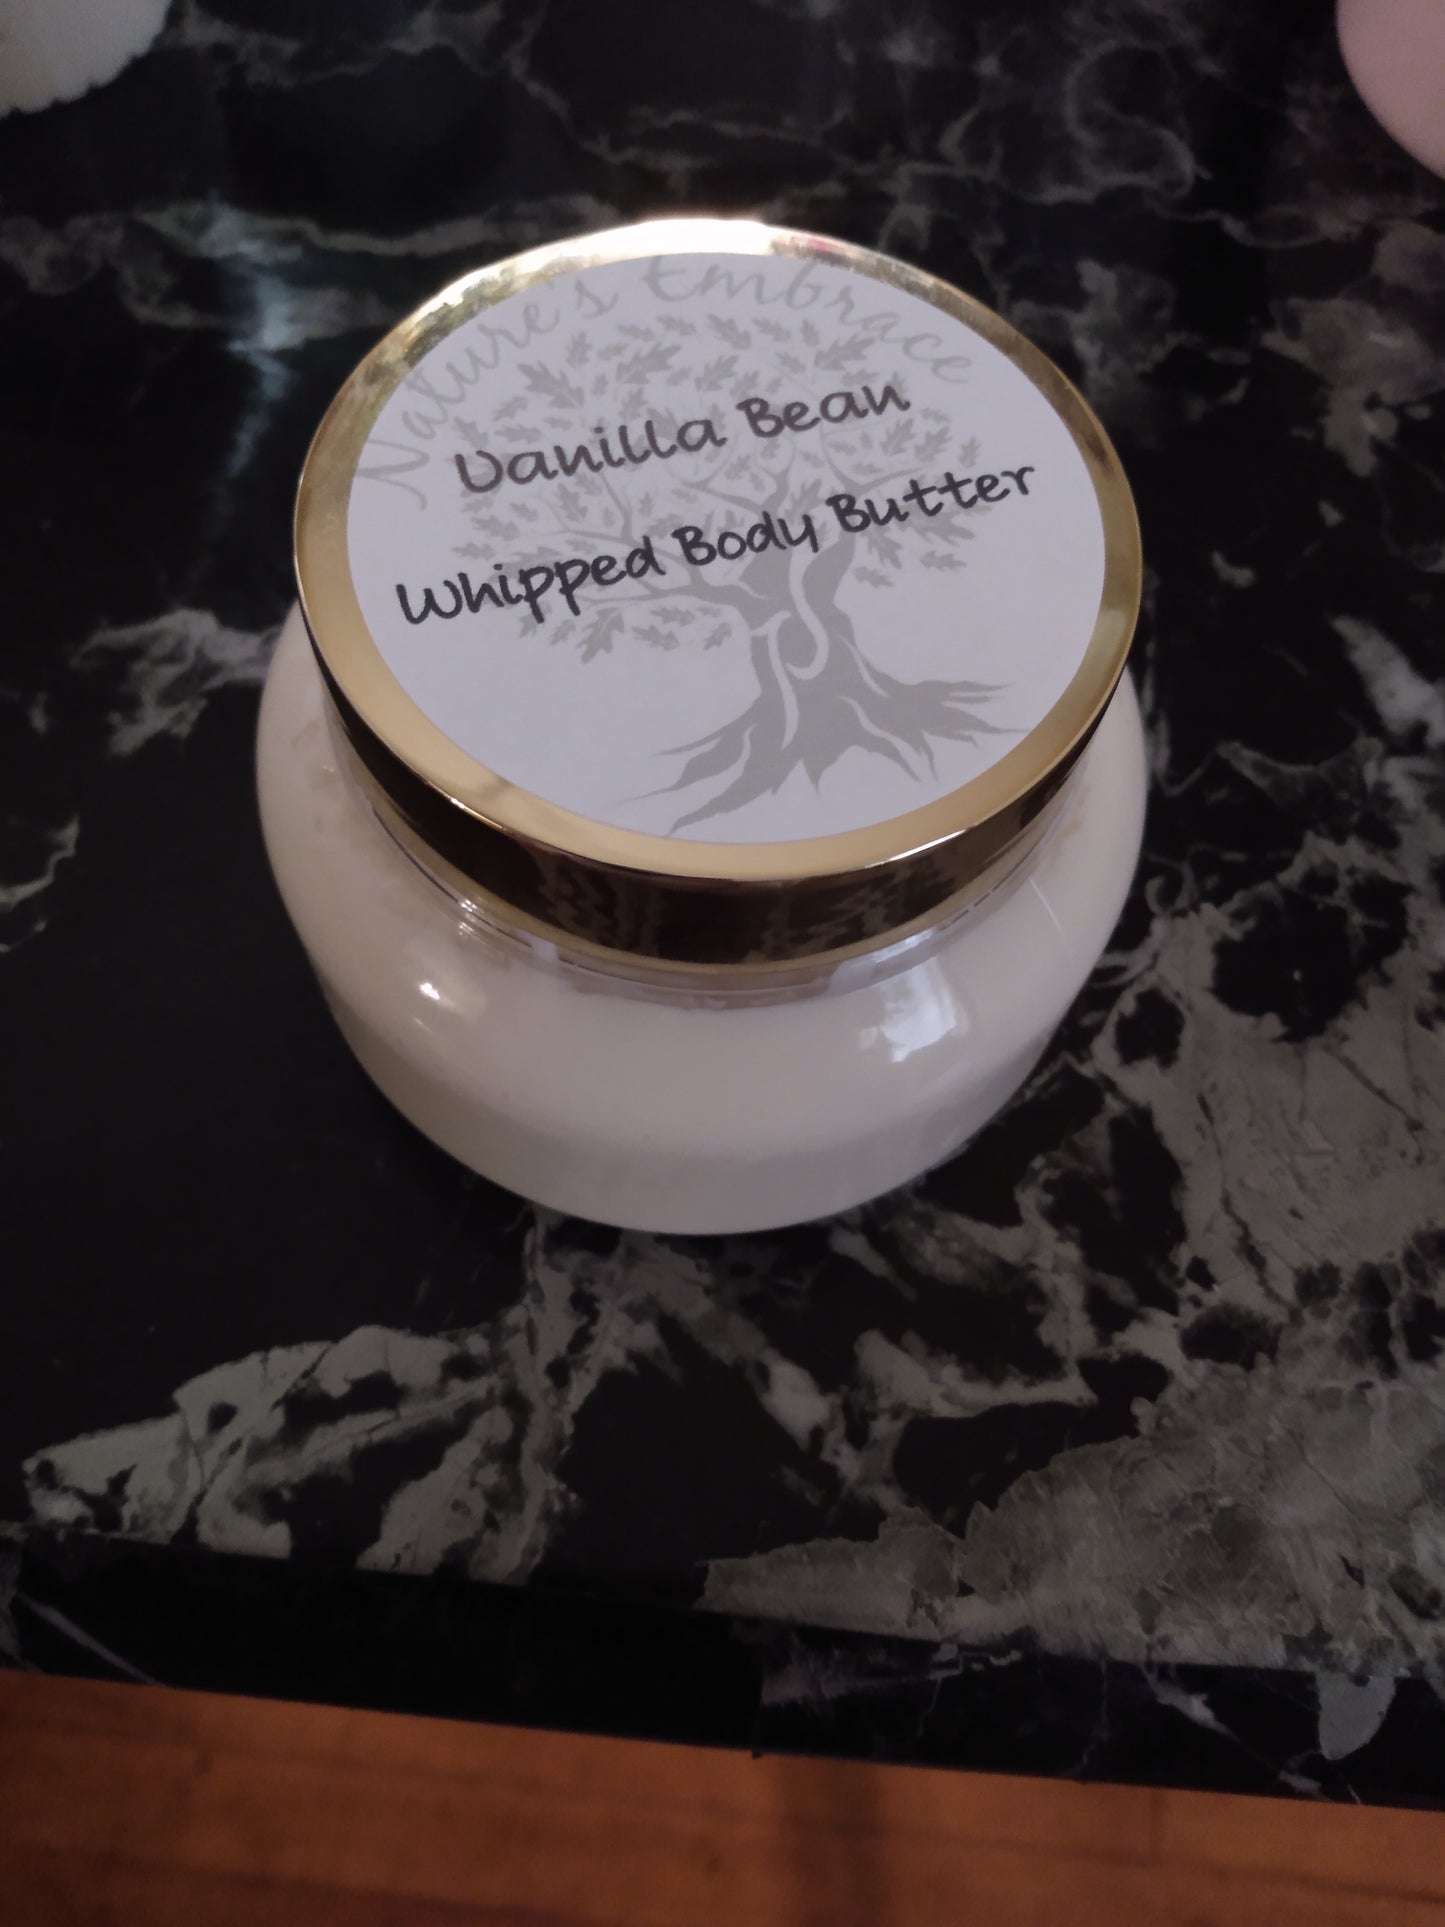 Nature's Embrace
Vanilla Bean
Whipped Body Butter